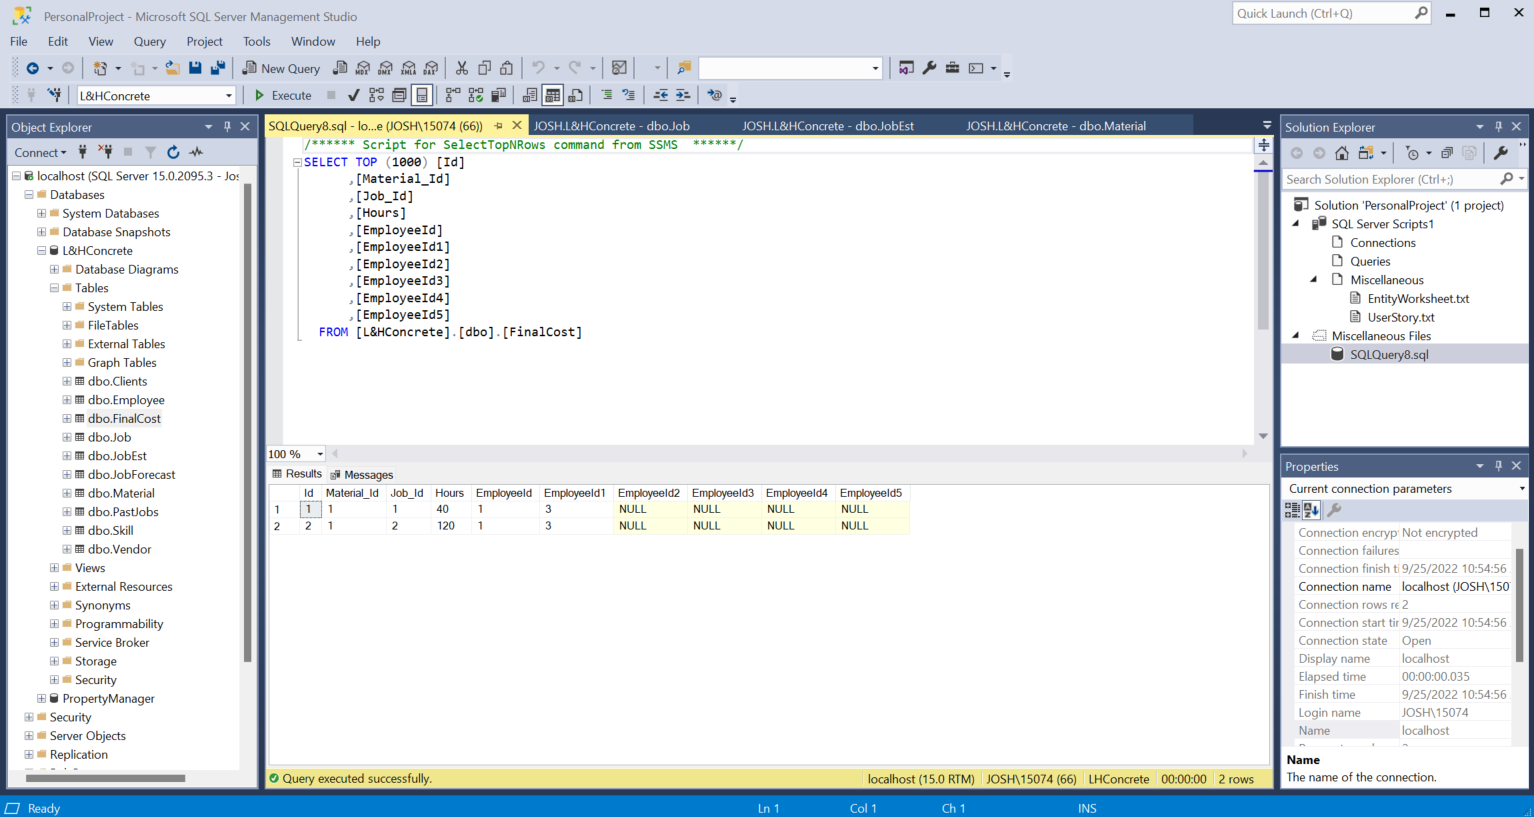 PersonalProject - Microsoft SQL Server Management Studio
Quick Launch (Ctrl+Q)
File Edit View Query Project Tools Window Help
New Query MDX DMX XMLA DAX
L&HConcrete Execute
Object Explorer
Connect
localhost (SQL Server 15.0.2095.3 - Jos
Databases
System Databases
Database Snapshots
L&HConcrete
Database Diagrams
Tables
System Tables
FileTables
External Tables
Graph Tables
dbo.Clients
dbo.Employee
dbo.FinalCost
dbo.Job
dbo.JobEst
dbo.JobForecast
dbo.Material
dbo.PastJobs
dbo.Skill
dbo.Vendor
Views
External Resources
Synonyms
Programmability
Service Broker
Storage
Security
PropertyManager
Security
Server Objects
Replication
SQLQuery8.sql - lo...e (JOSH\15074 (66)) JOSH.L&HConcrete - dbo.Job JOSH.L&HConcrete - dbo.JobEst JOSH.L&HConcrete - dbo.Material
/****** Script for SelectTopNRows command from SSMS ******/
SELECT TOP (1000) [Id]
,[Material_Id]
,[Job_Id]
,[Hours]
,[EmployeeId]
,[EmployeeId1]
,[EmployeeId2]
,[EmployeeId3]
,[EmployeeId4]
,[EmployeeId5]
FROM [L&HConcrete].[dbo].[FinalCost]
100 %
Results Messages
Id Material_Id Job_Id Hours EmployeeId EmployeeId1 EmployeeId2 EmployeeId3 EmployeeId4 EmployeeId5
1 1 1 1 40 1 3 NULL NULL NULL NULL
2 2 1 2 120 1 3 NULL NULL NULL NULL
Query executed successfully. localhost (15.0 RTM) JOSH\15074 (66) LHConcrete 00:00:00 2 rows
Solution Explorer
Search Solution Explorer (Ctrl+;)
Solution 'PersonalProject' (1 project)
SQL Server Scripts1
Connections
Queries
Miscellaneous
EntityWorksheet.txt
UserStory.txt
Miscellaneous Files
SQLQuery8.sql
Properties
Current connection parameters
Connection encryp Not encrypted
Connection failures
Connection finish ti 9/25/2022 10:54:56
Connection name localhost (JOSH\150
Connection rows re 2
Connection start tir 9/25/2022 10:54:56
Connection state Open
Display name localhost
Elapsed time 00:00:00.035
Finish time 9/25/2022 10:54:56
Login name JOSH\15074
Name localhost
Name
The name of the connection.
Ready Ln 1 Col 1 Ch 1 INS